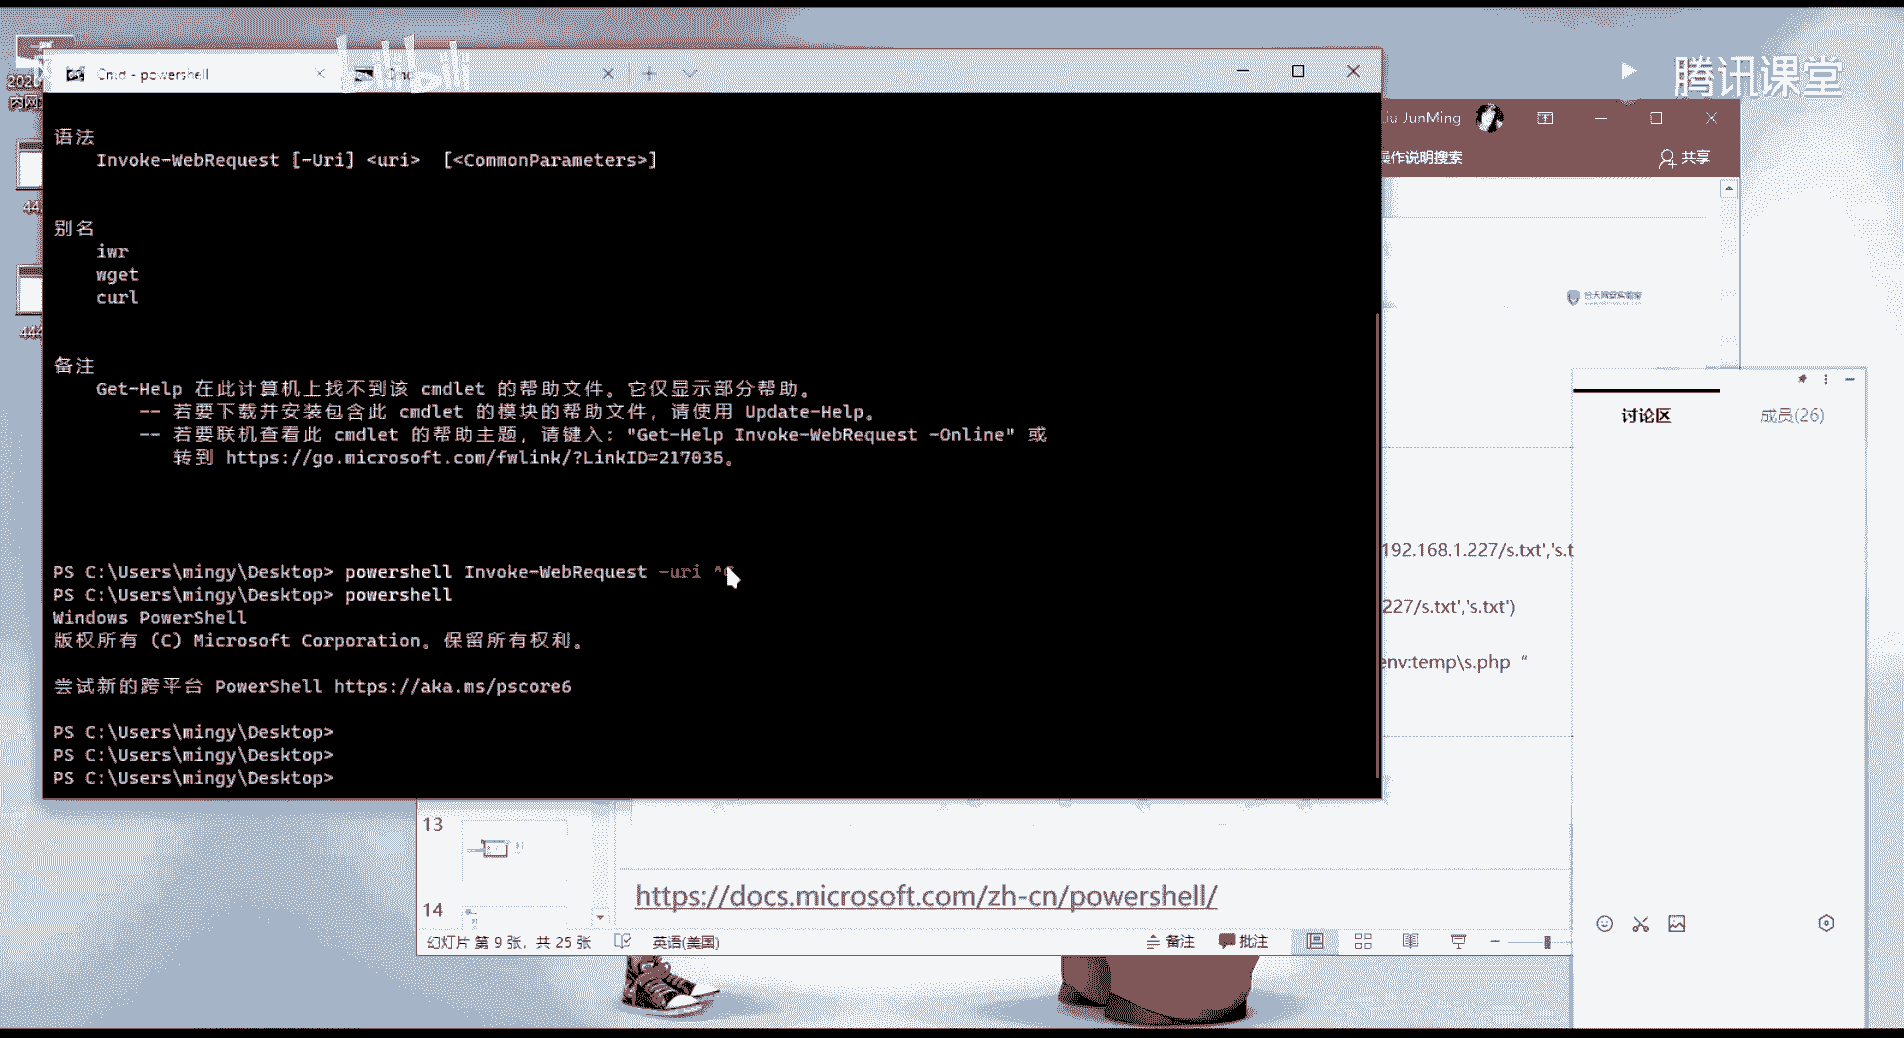 bilibili
腾讯课堂
Cmd - powershell
语法
Invoke-WebRequest [-Uri] <uri>  [<CommonParameters>]
别名
iwr
wget
curl
备注
Get-Help 在此计算机上找不到该 cmdlet 的帮助文件。它仅显示部分帮助。
-- 若要下载并安装包含此 cmdlet 的模块的帮助文件，请使用 Update-Help。
-- 若要联机查看此 cmdlet 的帮助主题，请键入: "Get-Help Invoke-WebRequest -Online" 或
转到 https://go.microsoft.com/fwlink/?LinkID=217035。
PS C:\Users\mingy\Desktop> powershell Invoke-WebRequest -uri ^C
PS C:\Users\mingy\Desktop> powershell
Windows PowerShell
版权所有 (C) Microsoft Corporation。保留所有权利。
尝试新的跨平台 PowerShell https://aka.ms/pscore6
PS C:\Users\mingy\Desktop>
PS C:\Users\mingy\Desktop>
PS C:\Users\mingy\Desktop>
JunMing
操作说明搜索
共享
192.168.1.227/s.txt','s.t
227/s.txt','s.txt')
env:temp\s.php “
讨论区
成员(26)
13
14
https://docs.microsoft.com/zh-cn/powershell/
幻灯片 第 9 张，共 25 张
英语(美国)
备注
批注